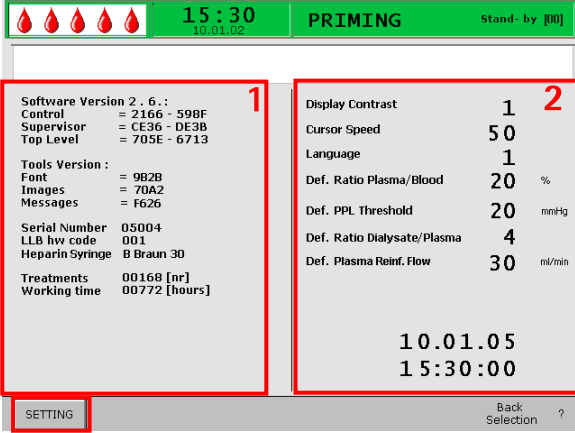 15:30
10.01.02
PRIMING
Stand- by [00]
1
Software Version 2 . 6 . :
Control = 2166 - 598F
Supervisor = CE36 - DE3B
Top Level = 705E - 6713
Tools Version :
Font = 9B2B
Images = 70A2
Messages = F626
Serial Number 05004
LLB hw code 001
Heparin Syringe B Braun 30
Treatments 00168 [nr]
Working time 00772 [hours]
2
Display Contrast 1
Cursor Speed 50
Language 1
Def. Ratio Plasma/Blood 20 %
Def. PPL Threshold 20 mmHg
Def. Ratio Dialysate/Plasma 4
Def. Plasma Reinf. Flow 30 ml/min
10.01.05
15:30:00
SETTING
Back
Selection
?